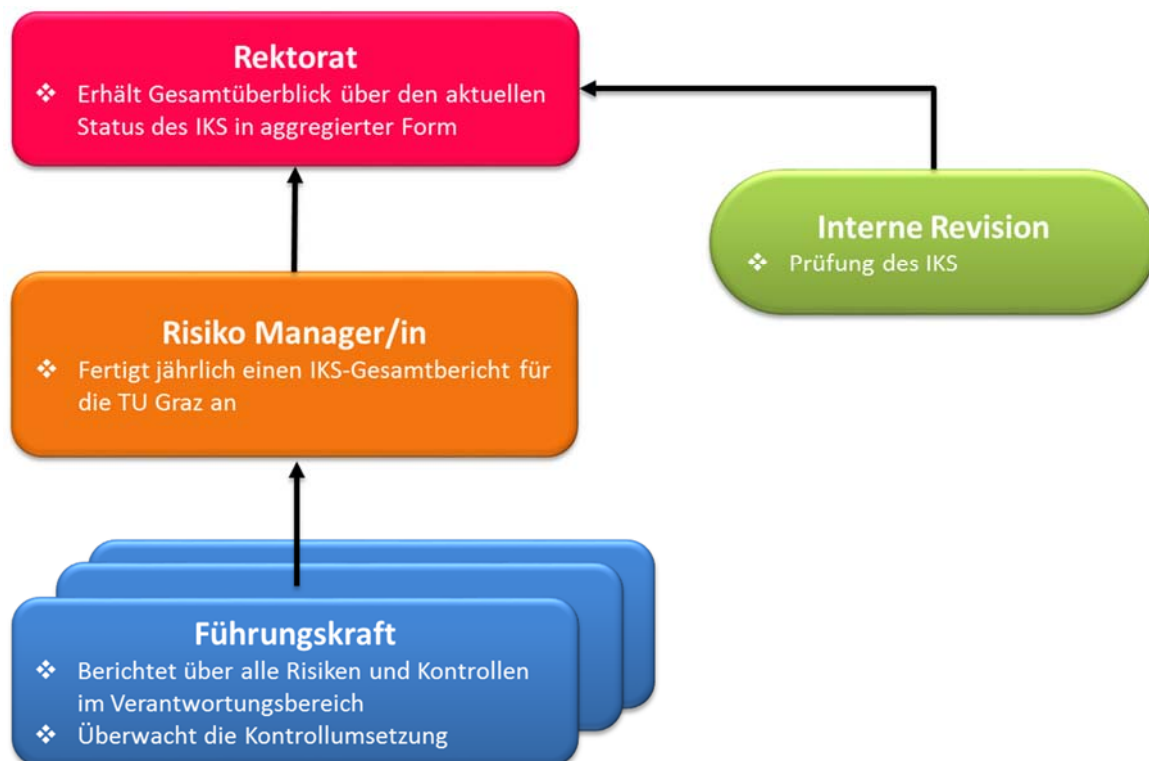 Rektorat
❖ Erhält Gesamtüberblick über den aktuellen
Status des IKS in aggregierter Form
Interne Revision
❖ Prüfung des IKS
Risiko Manager/in
❖ Fertigt jährlich einen IKS-Gesamtbericht für
die TU Graz an
Führungskraft
❖ Berichtet über alle Risiken und Kontrollen
im Verantwortungsbereich
❖ Überwacht die Kontrollumsetzung